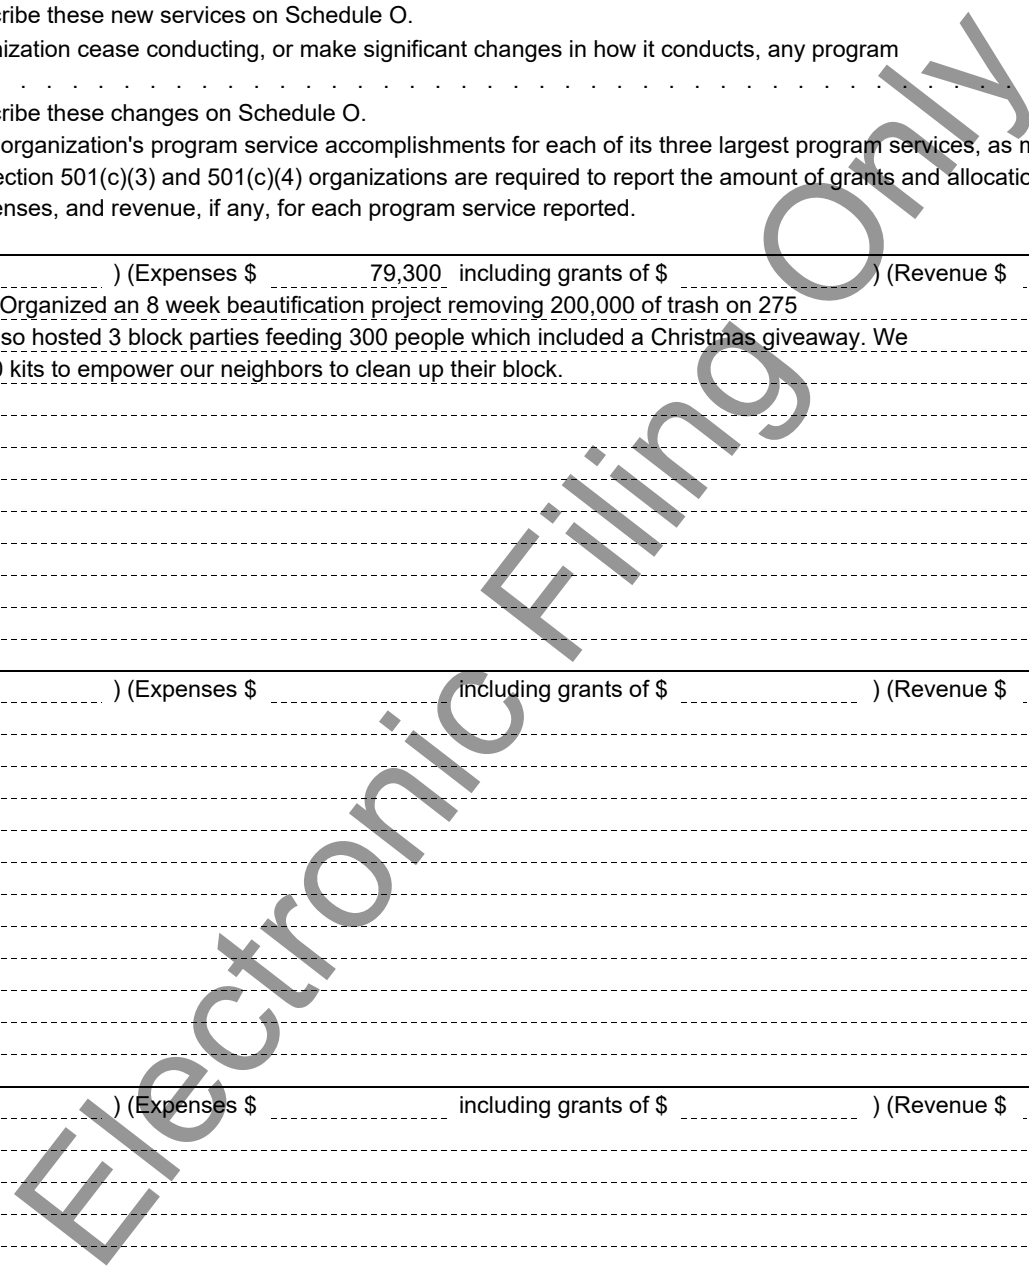 cribe these new services on Schedule O.
nization cease conducting, or make significant changes in how it conducts, any program
. . . . . . . . . . . . . . . . . . . . . . . . . . . . . . . . . . . . . . .
cribe these changes on Schedule O.
organization's program service accomplishments for each of its three largest program services, as m
ection 501(c)(3) and 501(c)(4) organizations are required to report the amount of grants and allocatio
enses, and revenue, if any, for each program service reported.
) (Expenses $ 79,300 including grants of $ ) (Revenue $
Organized an 8 week beautification project removing 200,000 of trash on 275
so hosted 3 block parties feeding 300 people which included a Christmas giveaway. We
0 kits to empower our neighbors to clean up their block.
) (Expenses $ including grants of $ ) (Revenue $
) (Expenses $ including grants of $ ) (Revenue $
Electronic Filing Only